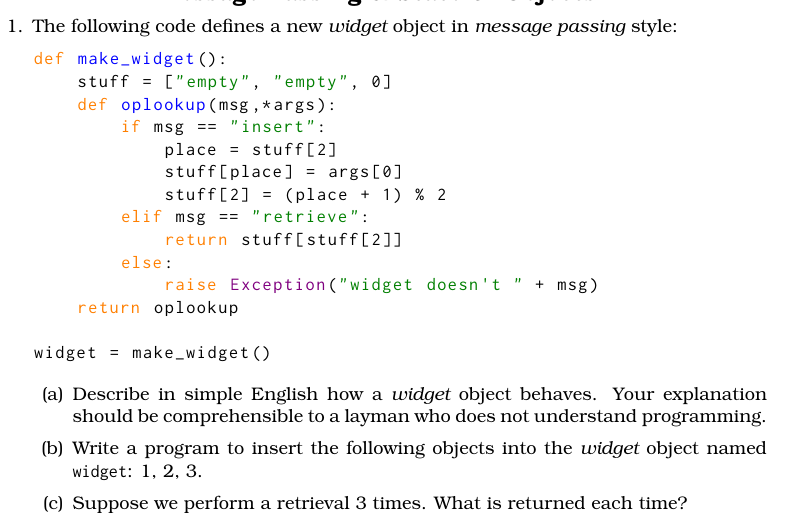 1. The following code defines a new widget object in message passing style:
def make_widget():
    stuff = ["empty", "empty", 0]
    def oplookup(msg,*args):
        if msg == "insert":
            place = stuff[2]
            stuff[place] = args[0]
            stuff[2] = (place + 1) % 2
        elif msg == "retrieve":
            return stuff[stuff[2]]
        else:
            raise Exception("widget doesn't " + msg)
    return oplookup
widget = make_widget()
(a) Describe in simple English how a widget object behaves. Your explanation
should be comprehensible to a layman who does not understand programming.
(b) Write a program to insert the following objects into the widget object named
widget: 1, 2, 3.
(c) Suppose we perform a retrieval 3 times. What is returned each time?